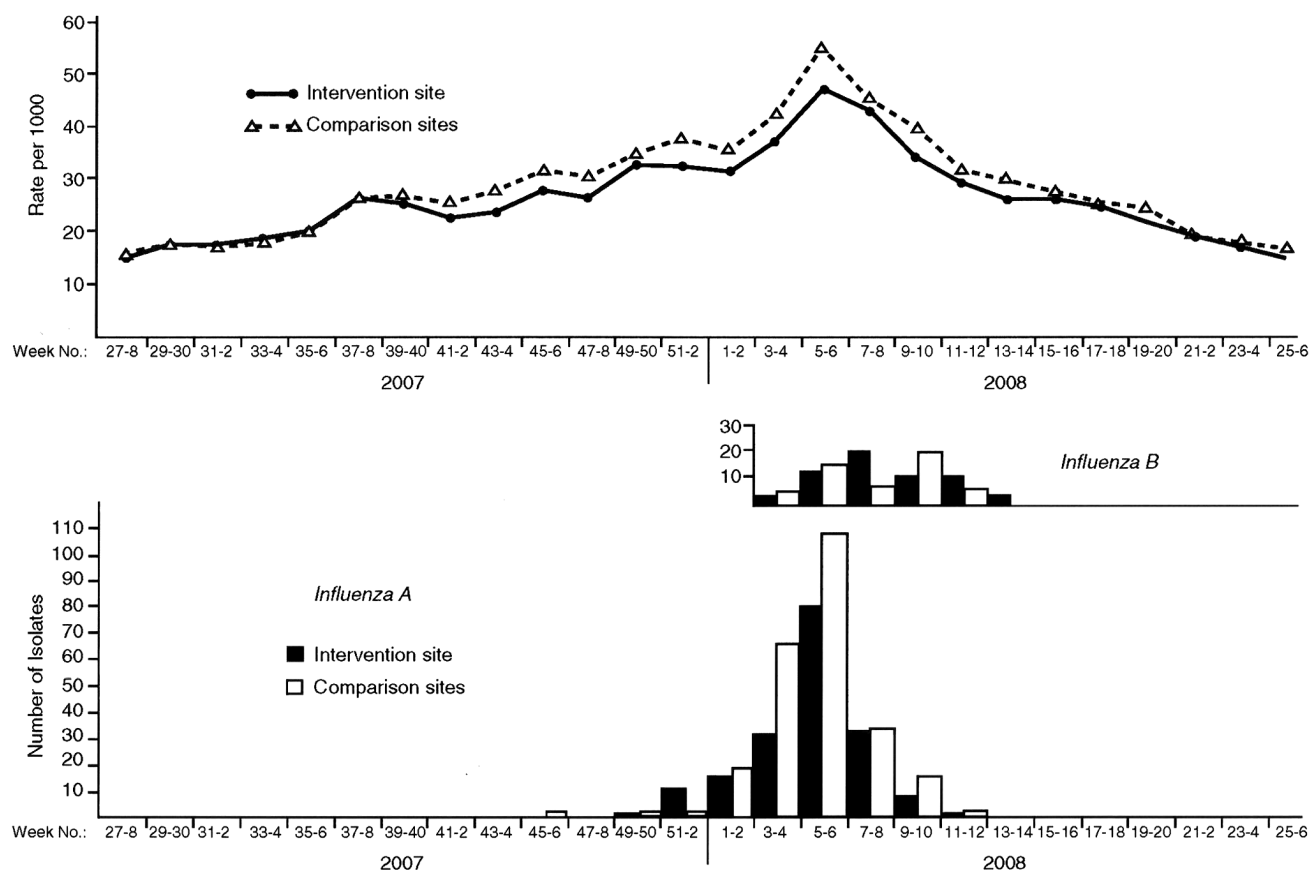 60
50
Intervention site
Rate per 1000
40
Comparison sites
30
20
10
Week No.: 27-8 29-30 31-2 33-4 35-6 37-8 39-40 41-2 43-4 45-6 47-8 49-50 51-2 1-2 3-4 5-6 7-8 9-10 11-12 13-14 15-16 17-18 19-20 21-2 23-4 25-6
2007 2008
30
20
10
Influenza B
Number of Isolates
110
100
90
80
70
60
50
40
30
20
10
Influenza A
Intervention site
Comparison sites
Week No.: 27-8 29-30 31-2 33-4 35-6 37-8 39-40 41-2 43-4 45-6 47-8 49-50 51-2 1-2 3-4 5-6 7-8 9-10 11-12 13-14 15-16 17-18 19-20 21-2 23-4 25-6
2007 2008